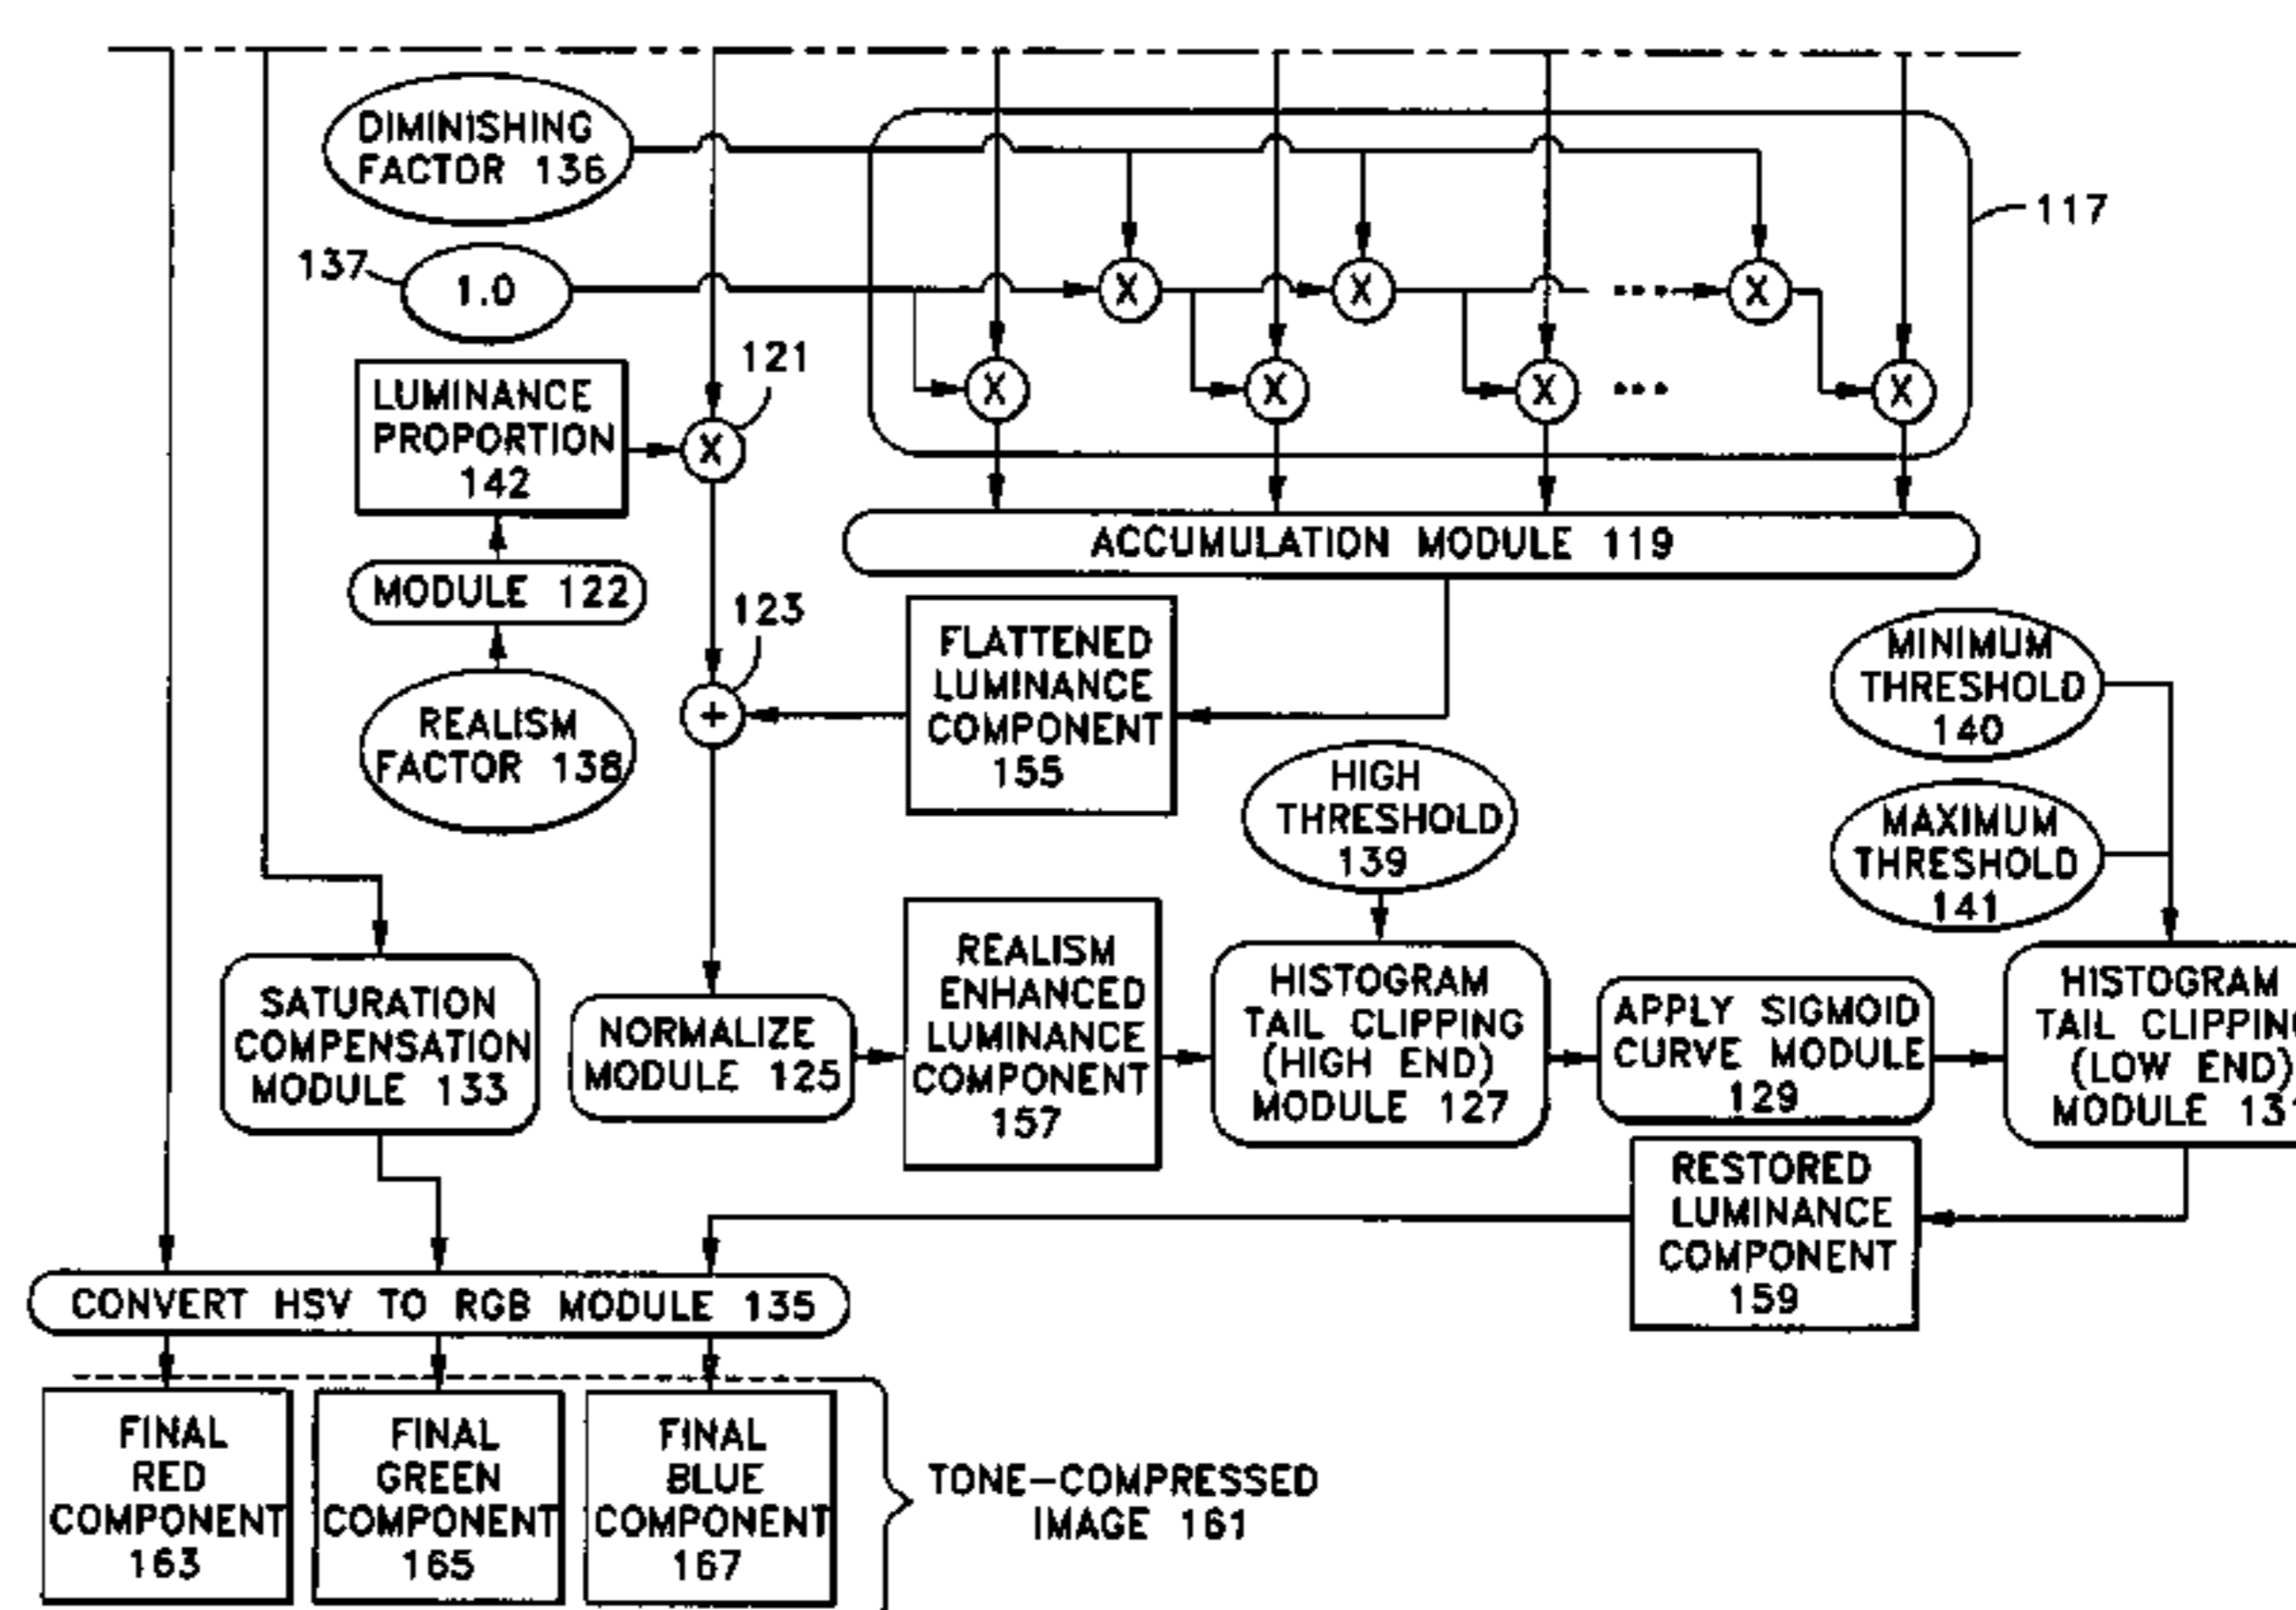 DIMINISHING
FACTOR 136
117
137
1.0
X
X
X
X
X
X
X
121
LUMINANCE
PROPORTION
142
X
ACCUMULATION MODULE 119
MODULE 122
123
FLATTENED
LUMINANCE
COMPONENT
155
MINIMUM
THRESHOLD
140
REALISM
FACTOR 138
+
HIGH
THRESHOLD
139
MAXIMUM
THRESHOLD
141
SATURATION
COMPENSATION
MODULE 133
NORMALIZE
MODULE 125
REALISM
ENHANCED
LUMINANCE
COMPONENT
157
HISTOGRAM
TAIL CLIPPING
(HIGH END)
MODULE 127
APPLY SIGMOID
CURVE MODULE
129
HISTOGRAM
TAIL
(LOW END)
MODULE
RESTORED
LUMINANCE
COMPONENT
159
CONVERT HSV TO RGB MODULE 135
FINAL
RED
COMPONENT
163
FINAL
GREEN
COMPONENT
165
FINAL
BLUE
COMPONENT
167
TONE-COMPRESSED
IMAGE 161